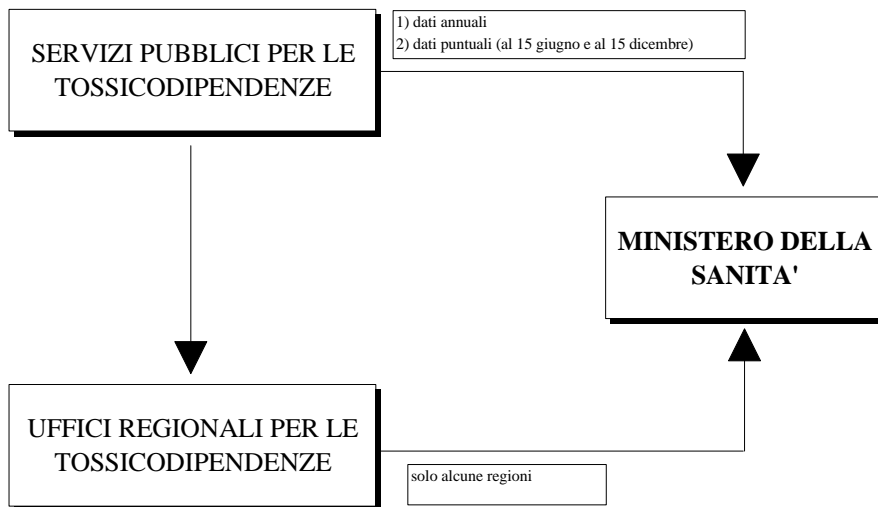 SERVIZI PUBBLICI PER LE
TOSSICODIPENDENZE
1) dati annuali
2) dati puntuali (al 15 giugno e al 15 dicembre)
MINISTERO DELLA
SANITA'
UFFICI REGIONALI PER LE
TOSSICODIPENDENZE
solo alcune regioni